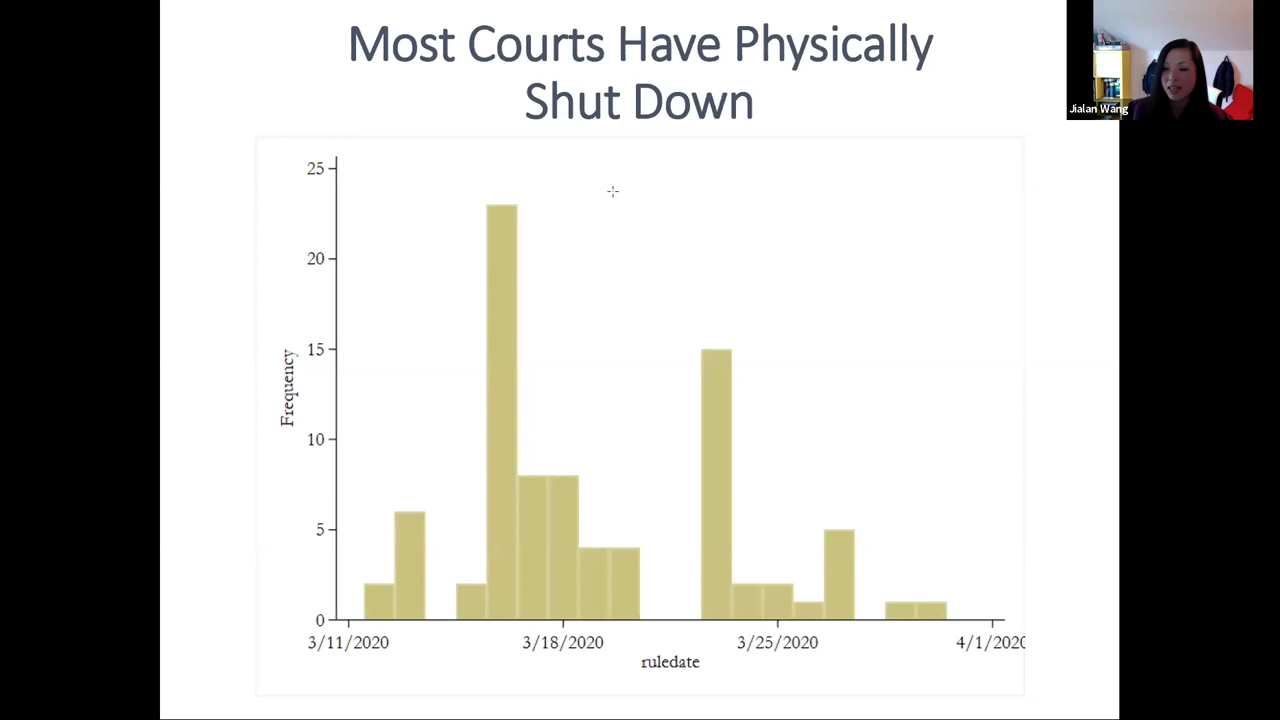 Most Courts Have Physically
Shut Down
Jialan Wang
25
20
15
10
5
0
Frequency
3/11/2020 3/18/2020 3/25/2020 4/1/2020
ruledate